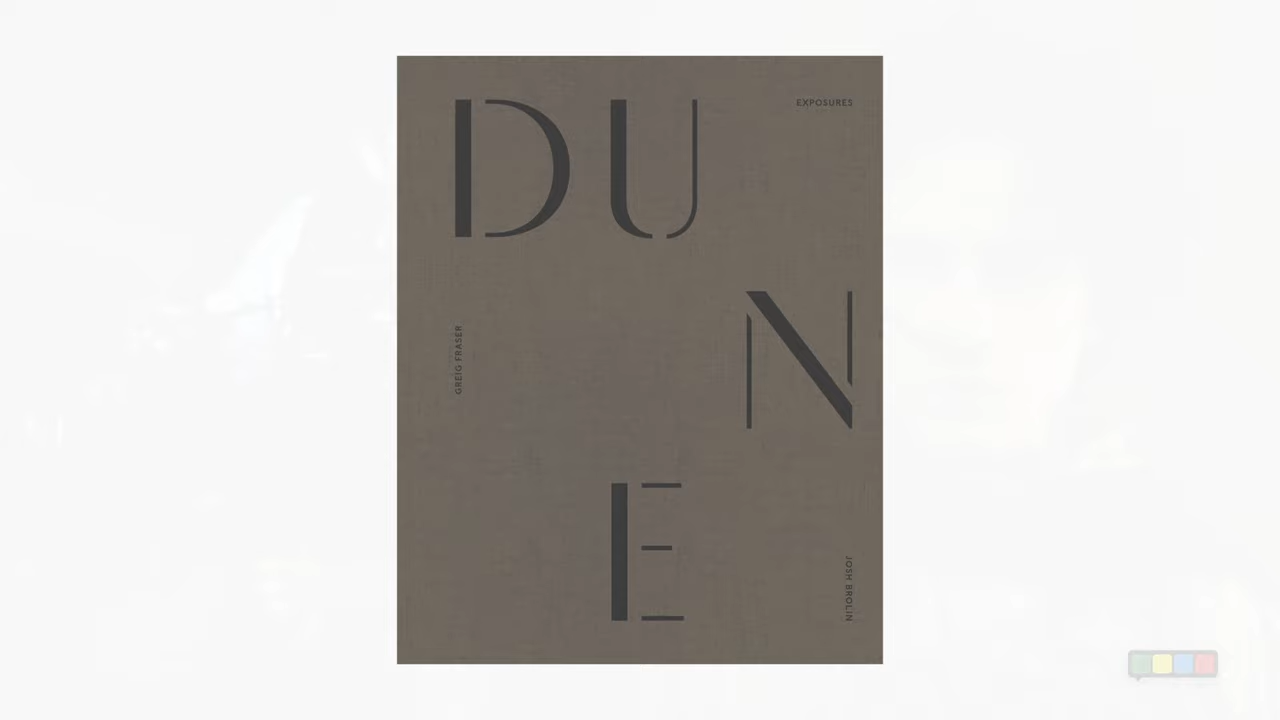 DU
EXPOSURES
GREIG FRASER
N
E
JOSH BROLIN